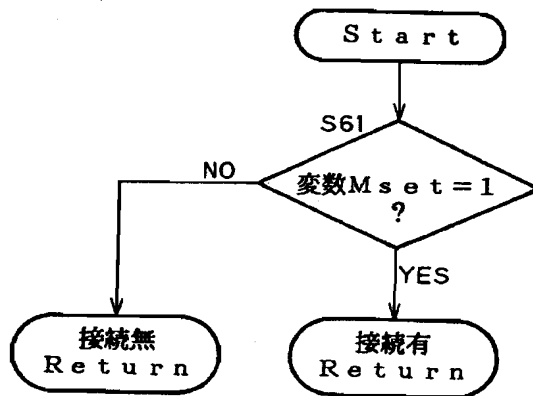 Start
S61
NO
変数Mset=1
?
YES
接続無
Return
接続有
Return